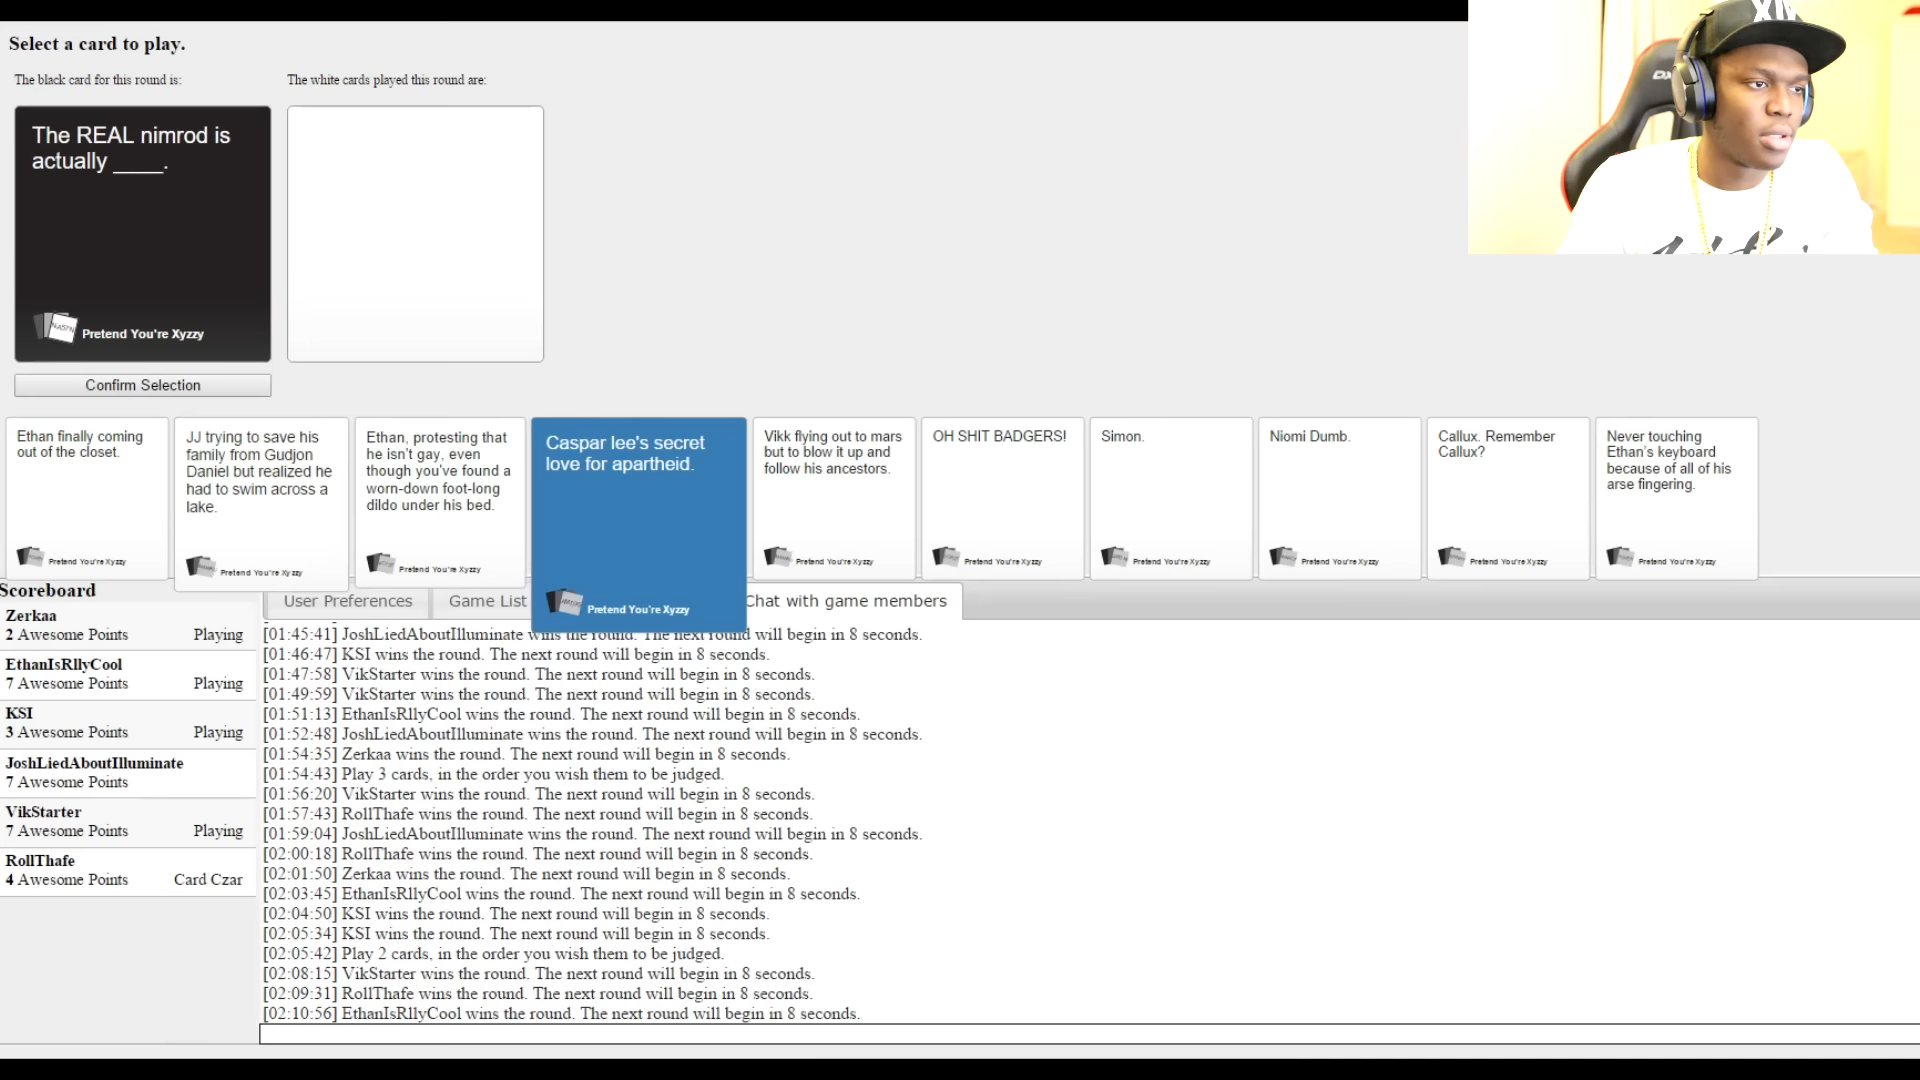 Select a card to play.
The black card for this round is:
The white cards played this round are:
The REAL nimrod is
actually ____.
Pretend You're Xyzzy
Confirm Selection
Ethan finally coming
out of the closet.
Pretend You're Xyzzy
JJ trying to save his
family from Gudjon
Daniel but realized he
had to swim across a
lake.
Pretend You're Xyzzy
Ethan, protesting that
he isn't gay, even
though you've found a
worn-down foot-long
dildo under his bed.
Pretend You're Xyzzy
Caspar lee's secret
love for apartheid.
Pretend You're Xyzzy
Vikk flying out to mars
but to blow it up and
follow his ancestors.
Pretend You're Xyzzy
OH SHIT BADGERS!
Pretend You're Xyzzy
Simon.
Pretend You're Xyzzy
Niomi Dumb.
Pretend You're Xyzzy
Callux. Remember
Callux?
Pretend You're Xyzzy
Never touching
Ethan's keyboard
because of all of his
arse fingering.
Pretend You're Xyzzy
Scoreboard
Zerkaa
2 Awesome Points Playing
EthanIsRllyCool
7 Awesome Points Playing
KSI
3 Awesome Points Playing
JoshLiedAboutIlluminate
7 Awesome Points
VikStarter
7 Awesome Points Playing
RollThafe
4 Awesome Points Card Czar
User Preferences
Game List
Chat with game members
[01:45:41] JoshLiedAboutIlluminate wins the round. The next round will begin in 8 seconds.
[01:46:47] KSI wins the round. The next round will begin in 8 seconds.
[01:47:58] VikStarter wins the round. The next round will begin in 8 seconds.
[01:49:59] VikStarter wins the round. The next round will begin in 8 seconds.
[01:51:13] EthanIsRllyCool wins the round. The next round will begin in 8 seconds.
[01:52:48] JoshLiedAboutIlluminate wins the round. The next round will begin in 8 seconds.
[01:54:35] Zerkaa wins the round. The next round will begin in 8 seconds.
[01:54:43] Play 3 cards, in the order you wish them to be judged.
[01:56:20] VikStarter wins the round. The next round will begin in 8 seconds.
[01:57:43] RollThafe wins the round. The next round will begin in 8 seconds.
[01:59:04] JoshLiedAboutIlluminate wins the round. The next round will begin in 8 seconds.
[02:00:18] RollThafe wins the round. The next round will begin in 8 seconds.
[02:01:50] Zerkaa wins the round. The next round will begin in 8 seconds.
[02:03:45] EthanIsRllyCool wins the round. The next round will begin in 8 seconds.
[02:04:50] KSI wins the round. The next round will begin in 8 seconds.
[02:05:34] KSI wins the round. The next round will begin in 8 seconds.
[02:05:42] Play 2 cards, in the order you wish them to be judged.
[02:08:15] VikStarter wins the round. The next round will begin in 8 seconds.
[02:09:31] RollThafe wins the round. The next round will begin in 8 seconds.
[02:10:56] EthanIsRllyCool wins the round. The next round will begin in 8 seconds.